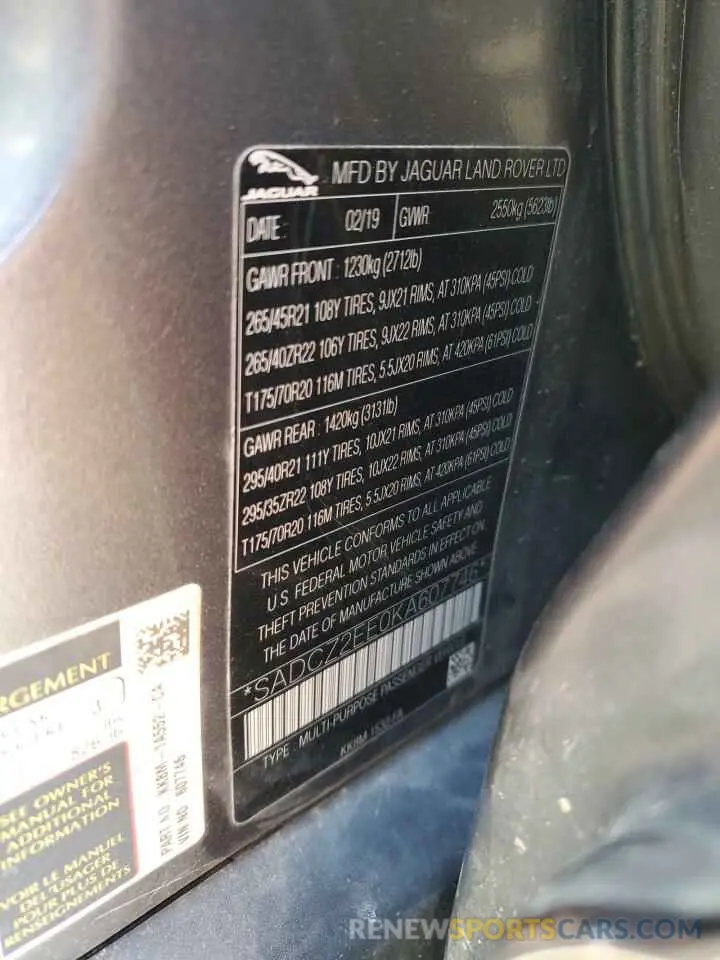 JAGUAR
MFD BY JAGUAR LAND ROVER LTD
DATE : 02/19 GVWR : 2550kg (5623lb)
GAWR FRONT : 1230kg (2712lb)
265/45R21 108Y TIRES, 9JX21 RIMS, AT 310KPA (45PSI) COLD
265/40ZR22 106Y TIRES, 9JX22 RIMS, AT 310KPA (45PSI) COLD
T175/70R20 116M TIRES, 5.5JX20 RIMS, AT 420KPA (61PSI) COLD
GAWR REAR : 1420kg (3131lb)
295/40R21 111Y TIRES, 10JX21 RIMS, AT 310KPA (45PSI) COLD
295/35ZR22 108Y TIRES, 10JX22 RIMS, AT 310KPA (45PSI) COLD
T175/70R20 116M TIRES, 5.5JX20 RIMS, AT 420KPA (61PSI) COLD
THIS VEHICLE CONFORMS TO ALL APPLICABLE
U.S. FEDERAL MOTOR VEHICLE SAFETY AND
THEFT PREVENTION STANDARDS IN EFFECT ON
THE DATE OF MANUFACTURE SHOWN ABOVE.
*SADCZ2EE0KA607746*
TYPE : MULTI-PURPOSE PASSENGER
RGEMENT
SEE OWNER'S
MANUAL FOR
ADDITIONAL
INFORMATION
VOIR LE MANUEL
DE L'USAGER
POUR PLUS DE
RENSEIGNEMENTS
PART NO KK8M-1A552-CA
VIN NO 607746
RENEWSPORTSCARS.COM